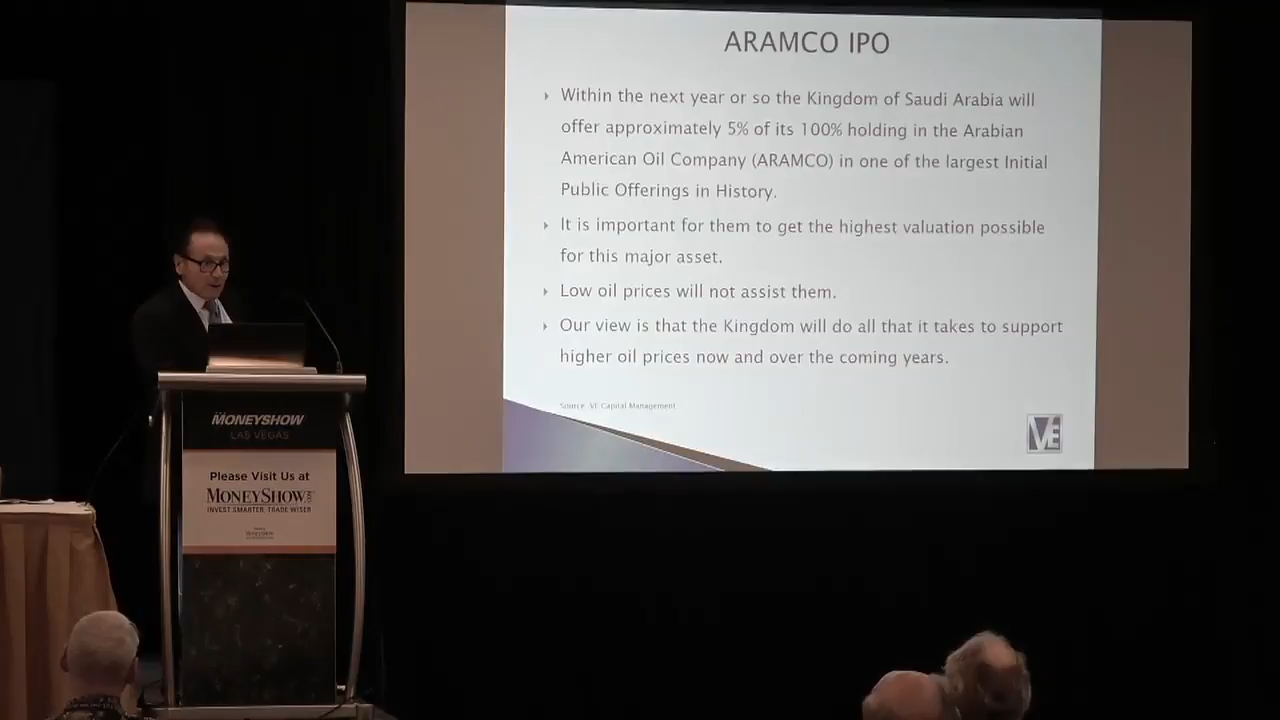 ARAMCO IPO
Within the next year or so the Kingdom of Saudi Arabia will
offer approximately 5% of its 100% holding in the Arabian
American Oil Company (ARAMCO) in one of the largest Initial
Public Offerings in History.
It is important for them to get the highest valuation possible
for this major asset.
Low oil prices will not assist them.
Our view is that the Kingdom will do all that it takes to support
higher oil prices now and over the coming years.
Source: VE Capital Management
VE
MONEYSHOW
LAS VEGAS
Please Visit Us at
MONEYSHOW.COM
INVEST SMARTER, TRADE WISER